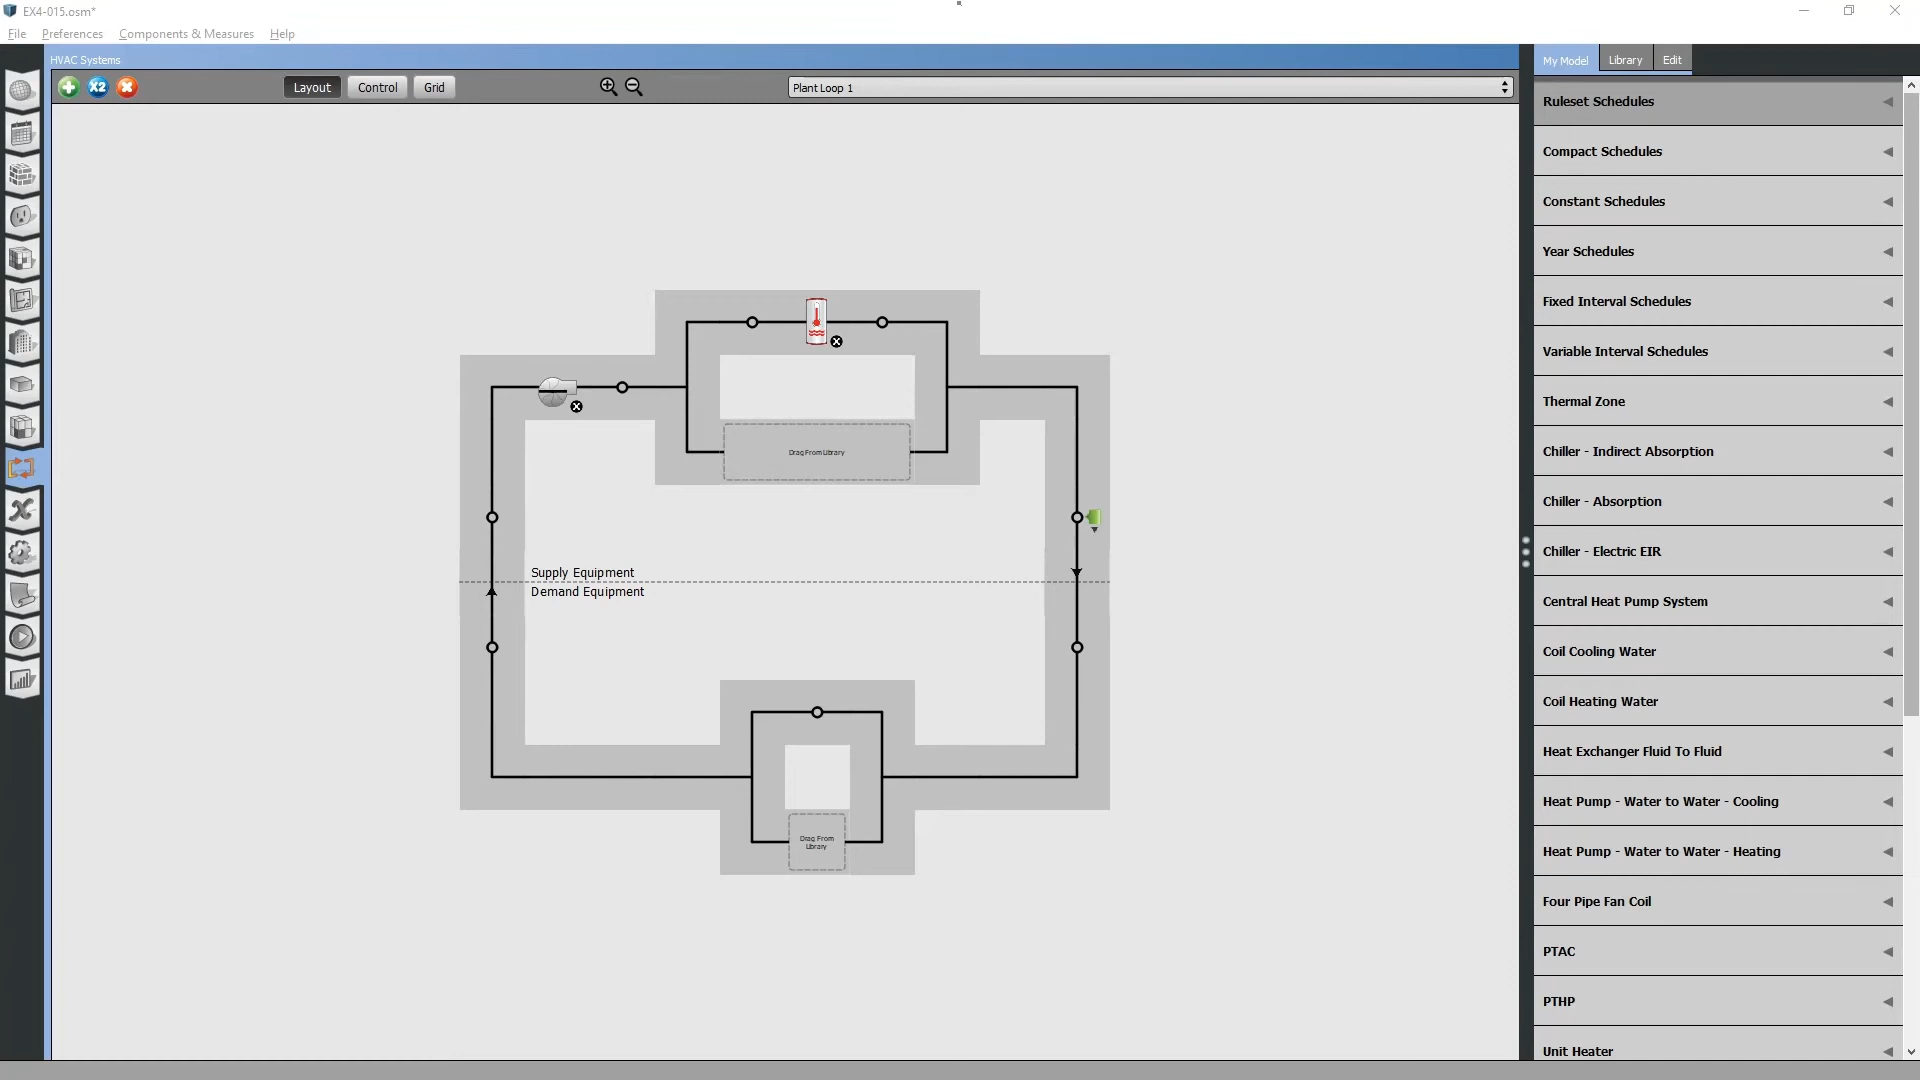 EX4-015.osm*
File Preferences Components & Measures Help
HVAC Systems
My Model Library Edit
X2 Layout Control Grid Plant Loop 1
Ruleset Schedules
Compact Schedules
Constant Schedules
Year Schedules
Fixed Interval Schedules
Variable Interval Schedules
Thermal Zone
Chiller - Indirect Absorption
Chiller - Absorption
Chiller - Electric EIR
Central Heat Pump System
Coil Cooling Water
Coil Heating Water
Heat Exchanger Fluid To Fluid
Heat Pump - Water to Water - Cooling
Heat Pump - Water to Water - Heating
Four Pipe Fan Coil
PTAC
PTHP
Unit Heater
Drag From Library
Supply Equipment
Demand Equipment
Drag From
Library